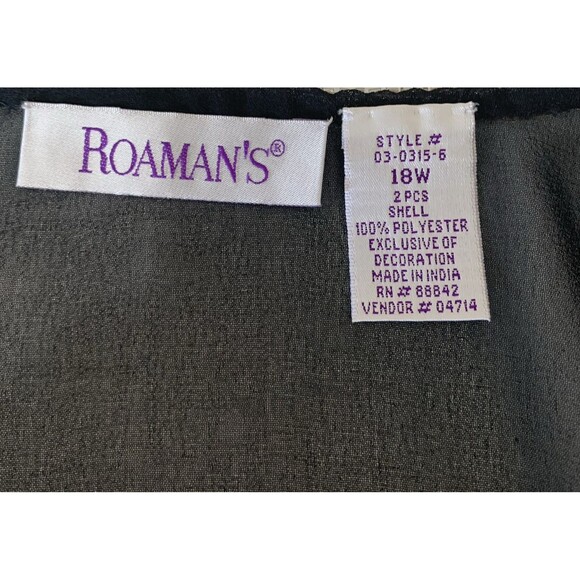 ROAMAN'S®
STYLE #
03-0315-6
18W
2 PCS
SHELL
100% POLYESTER
EXCLUSIVE OF
DECORATION
MADE IN INDIA
RN # 88842
VENDOR # 04714